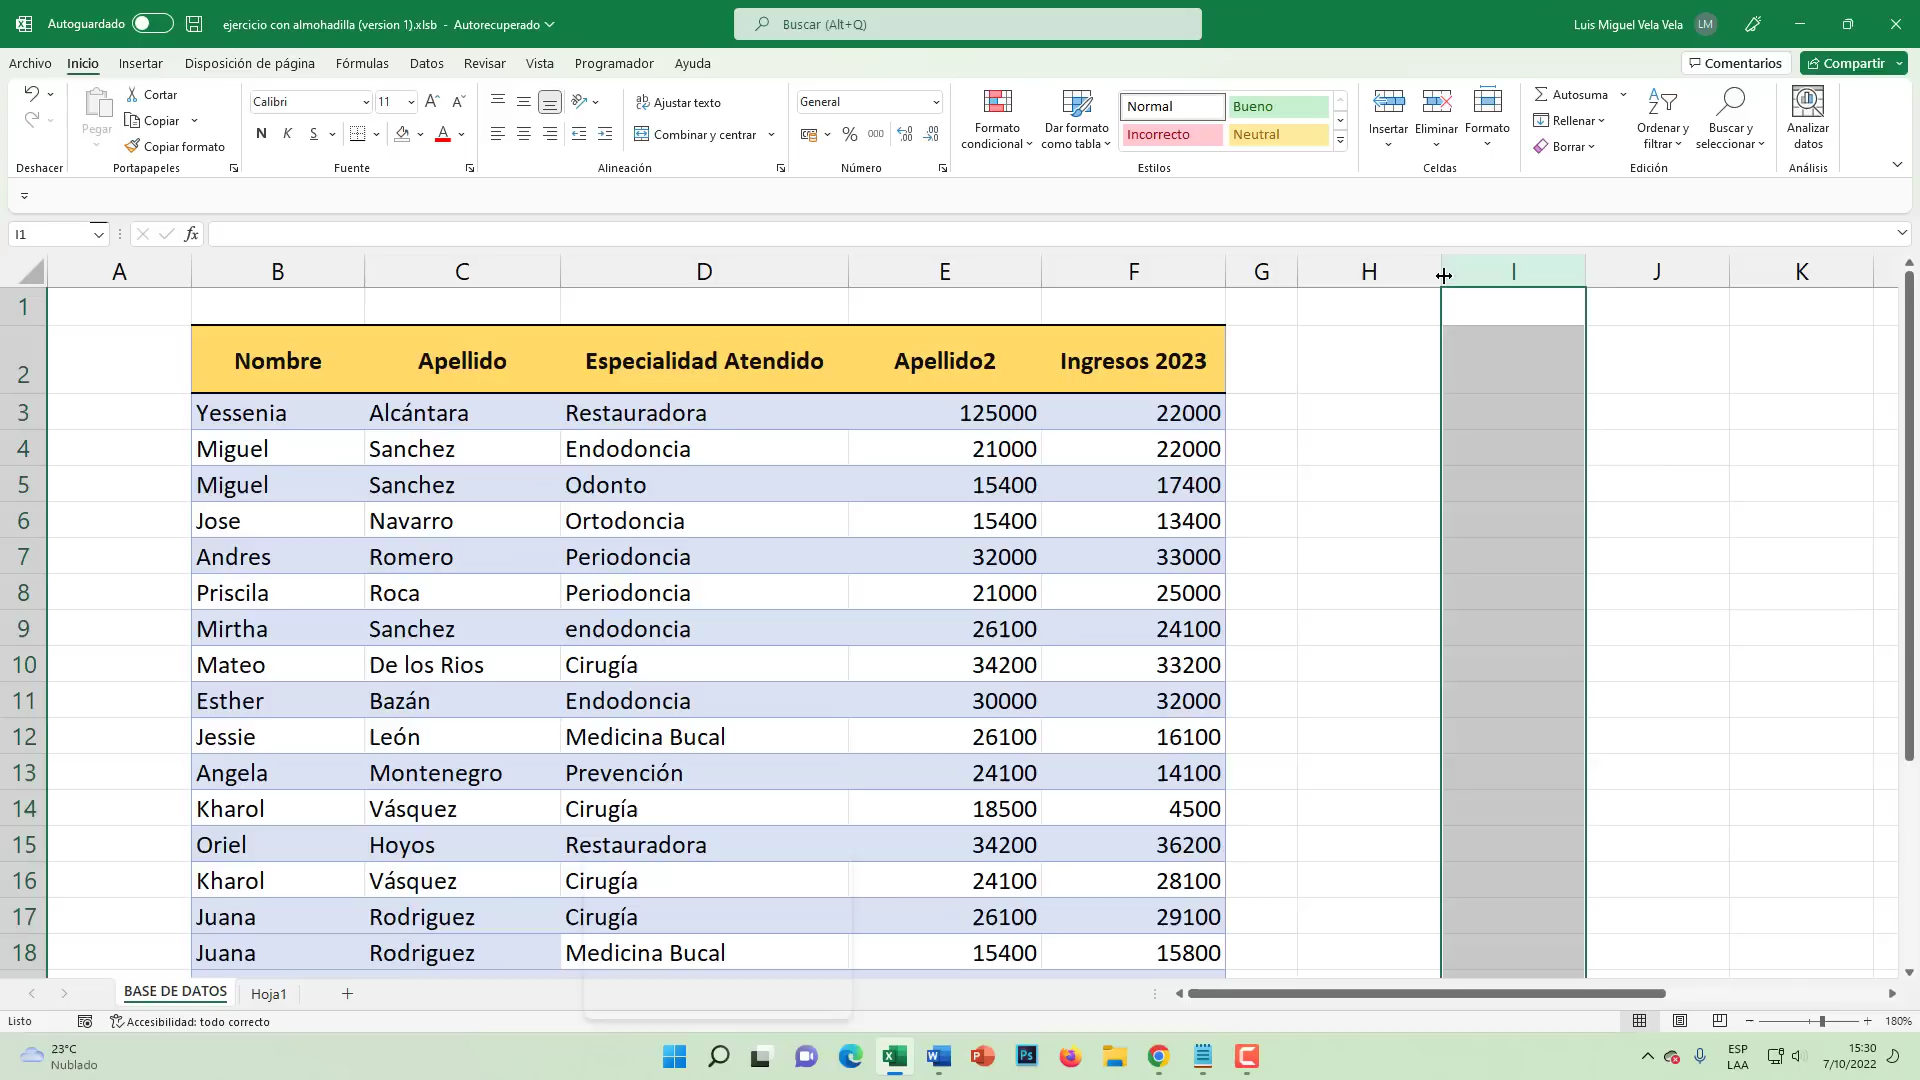 Autoguardado ejercicio con almohadilla (version 1).xlsb - Autorecuperado Buscar (Alt+Q) Luis Miguel Vela Vela LM
Archivo Inicio Insertar Disposición de página Fórmulas Datos Revisar Vista Programador Ayuda Comentarios Compartir
Pegar
Cortar
Copiar
Copiar formato
Calibri 11
N K S
Ajustar texto
Combinar y centrar
General
% 000
Formato condicional
Dar formato como tabla
Normal Bueno
Incorrecto Neutral
Insertar Eliminar Formato
Autosuma
Rellenar
Borrar
Ordenar y filtrar
Buscar y seleccionar
Analizar datos
Deshacer Portapapeles Fuente Alineación Número Estilos Celdas Edición Análisis
I1 fx
A B C D E F G H I J K
1
2 Nombre Apellido Especialidad Atendido Apellido2 Ingresos 2023
3 Yessenia Alcántara Restauradora 125000 22000
4 Miguel Sanchez Endodoncia 21000 22000
5 Miguel Sanchez Odonto 15400 17400
6 Jose Navarro Ortodoncia 15400 13400
7 Andres Romero Periodoncia 32000 33000
8 Priscila Roca Periodoncia 21000 25000
9 Mirtha Sanchez endodoncia 26100 24100
10 Mateo De los Rios Cirugía 34200 33200
11 Esther Bazán Endodoncia 30000 32000
12 Jessie León Medicina Bucal 26100 16100
13 Angela Montenegro Prevención 24100 14100
14 Kharol Vásquez Cirugía 18500 4500
15 Oriel Hoyos Restauradora 34200 36200
16 Kharol Vásquez Cirugía 24100 28100
17 Juana Rodriguez Cirugía 26100 29100
18 Juana Rodriguez Medicina Bucal 15400 15800
BASE DE DATOS Hoja1
Listo Accesibilidad: todo correcto 180%
23°C
Nublado
ESP
LAA
15:30
7/10/2022